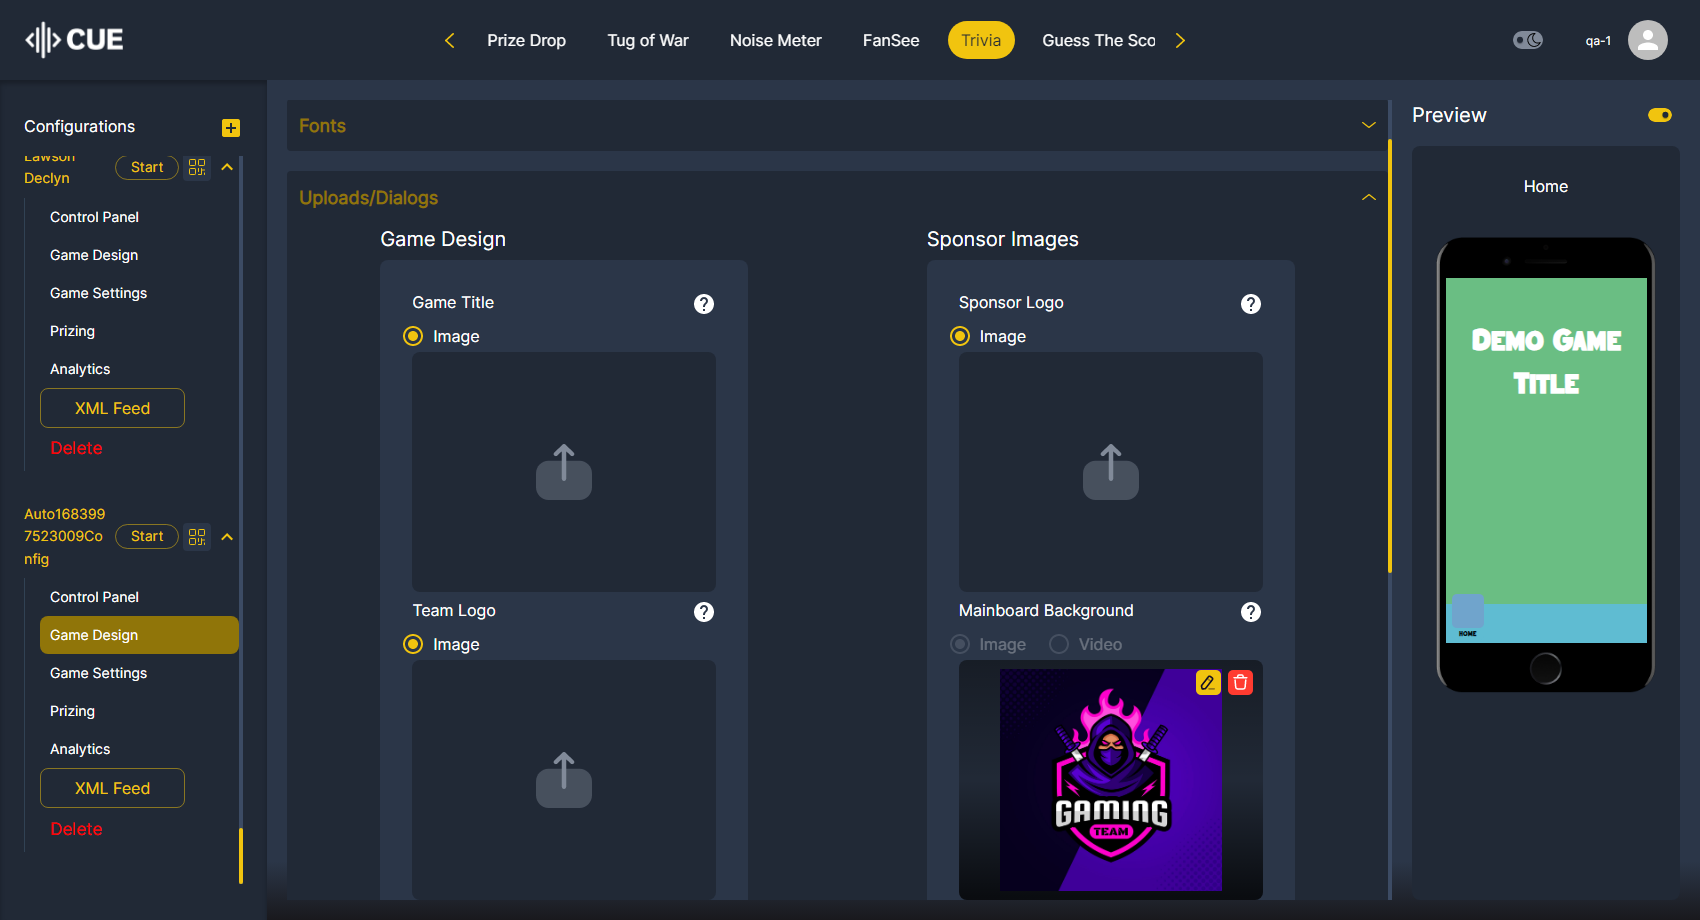 CUE
Prize Drop
Tug of War
Noise Meter
FanSee
Trivia
Guess The Sco
qa-1
Configurations
Lawson
Declyn
Start
Control Panel
Game Design
Game Settings
Prizing
Analytics
XML Feed
Delete
Auto168399
7523009Co
nfig
Start
Control Panel
Game Design
Game Settings
Prizing
Analytics
XML Feed
Delete
Fonts
Uploads/Dialogs
Game Design
Game Title
?
Image
Team Logo
?
Image
Sponsor Images
Sponsor Logo
?
Image
Mainboard Background
?
Image
Video
GAMING
TEAM
Preview
Home
DEMO GAME
TITLE
HOME